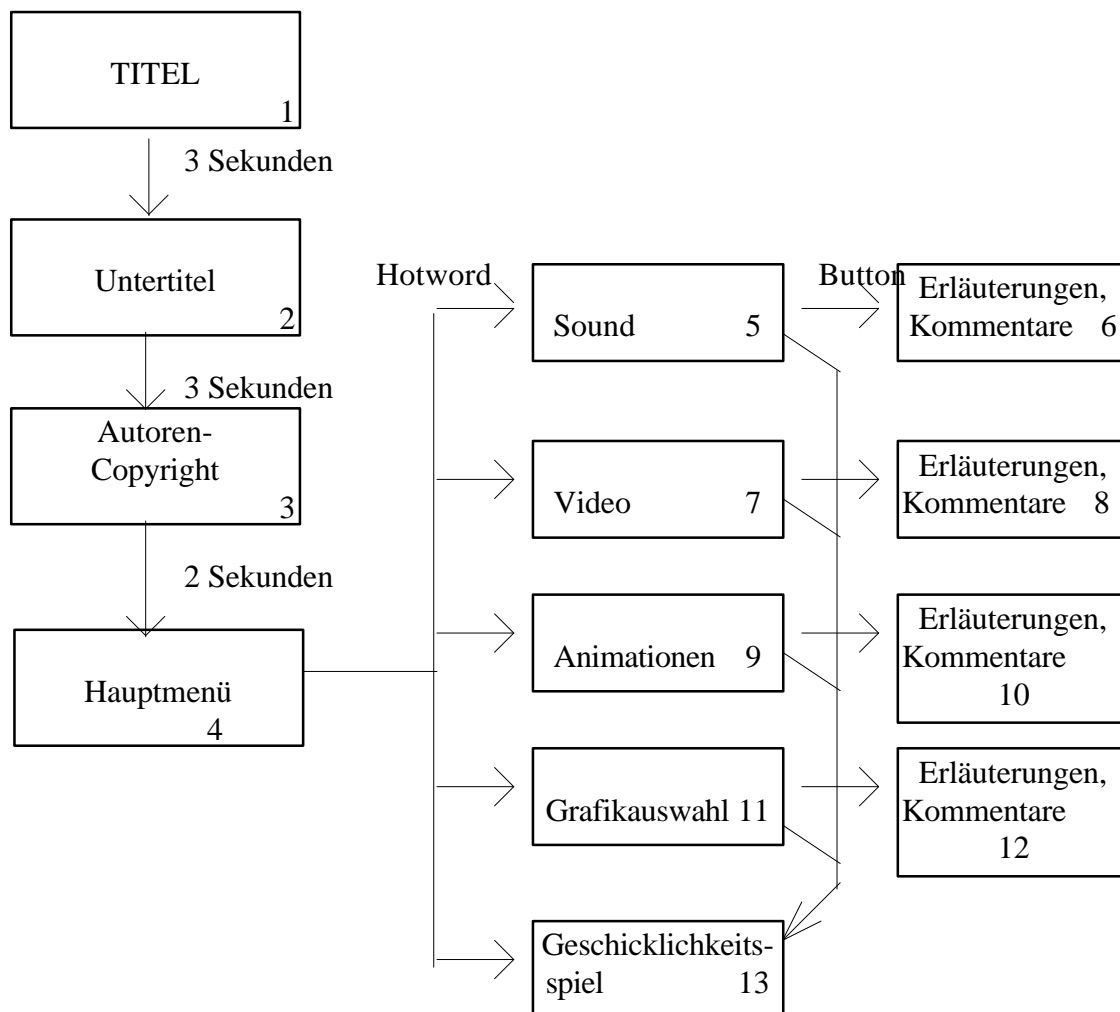 TITEL
1
3 Sekunden
Untertitel
2
3 Sekunden
Autoren-
Copyright
3
2 Sekunden
Hauptmenü
4
Hotword
Sound 5
Button
Erläuterungen,
Kommentare 6
Video 7
Erläuterungen,
Kommentare 8
Animationen 9
Erläuterungen,
Kommentare
10
Grafikauswahl 11
Erläuterungen,
Kommentare
12
Geschicklichkeits-
spiel 13